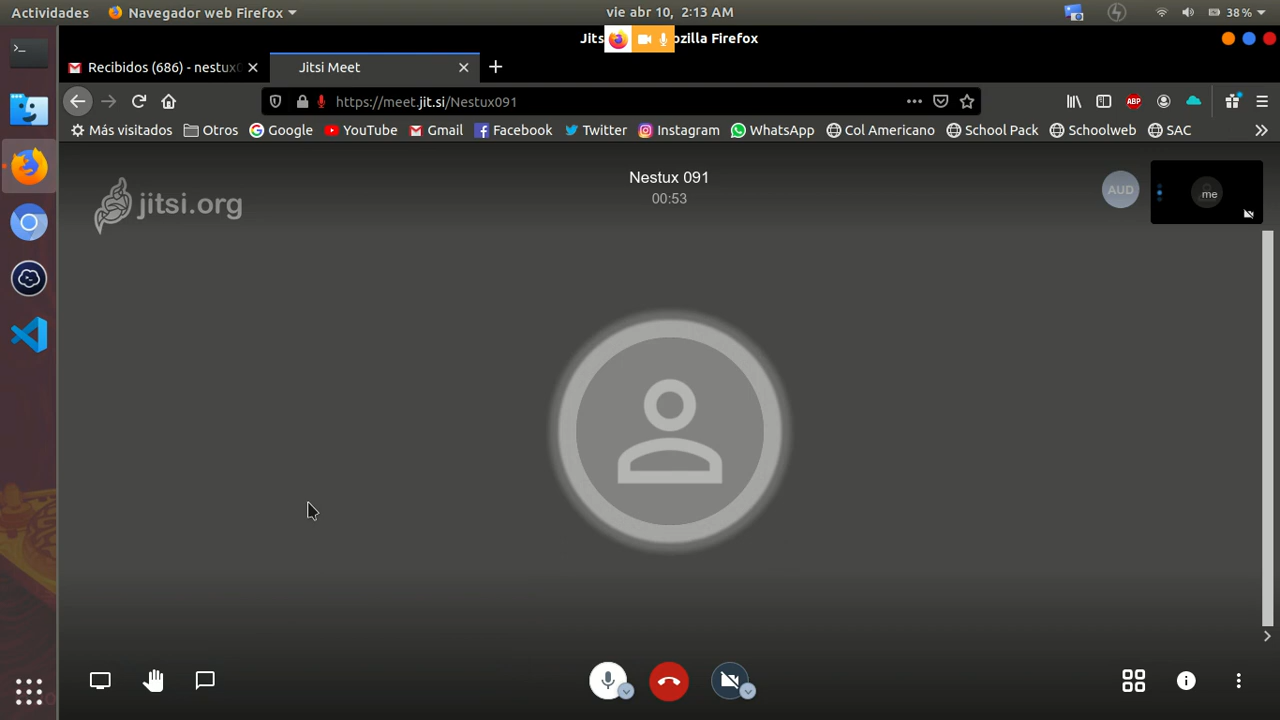 Actividades Navegador web Firefox vie abr 10, 2:13 AM 38 %
Jits ozilla Firefox
Recibidos (686) - nestux0 Jitsi Meet
https://meet.jit.si/Nestux091 ABP
Más visitados Otros Google YouTube Gmail Facebook Twitter Instagram WhatsApp Col Americano School Pack Schoolweb SAC
jitsi.org
Nestux 091
00:53
AUD
me